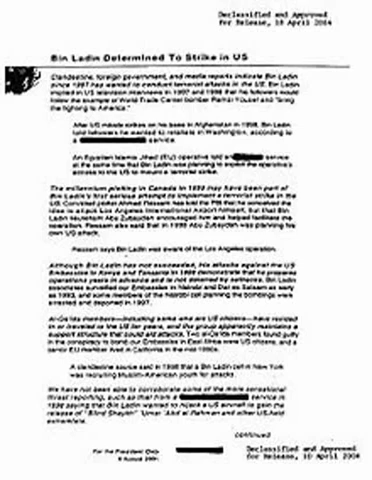 Declassified and Approved
for Release, 10 April 2004
Bin Ladin Determined To Strike in US
Clandestine, foreign government, and media reports indicate Bin Ladin
since 1997 has wanted to conduct terrorist attacks in the US. Bin Ladin
implied in US television interviews in 1997 and 1998 that his followers would
follow the example of World Trade Center bomber Ramzi Yousef and "bring
the fighting to America."
After US missile strikes on his base in Afghanistan in 1998, Bin Ladin
told followers he wanted to retaliate in Washington, according to
a service.
An Egyptian Islamic Jihad (EIJ) operative told an service
at the same time that Bin Ladin was planning to exploit the operative's
access to the US to mount a terrorist strike.
The millennium plotting in Canada in 1999 may have been part of
Bin Ladin's first serious attempt to implement a terrorist strike in the
US. Convicted plotter Ahmed Ressam has told the FBI that he conceived the
idea to attack Los Angeles International Airport himself, but that Bin
Ladin lieutenant Abu Zubaydah encouraged him and helped facilitate the
operation. Ressam also said that in 1998 Abu Zubaydah was planning his
own US attack.
Ressam says Bin Ladin was aware of the Los Angeles operation.
Although Bin Ladin has not succeeded, his attacks against the US
Embassies in Kenya and Tanzania in 1998 demonstrate that he prepares
operations years in advance and is not deterred by setbacks. Bin Ladin
associates surveilled our Embassies in Nairobi and Dar es Salaam as early
as 1993, and some members of the Nairobi cell planning the bombings were
arrested and deported in 1997.
Al-Qa'ida members—including some who are US citizens—have resided
in or traveled to the US for years, and the group apparently maintains a
support structure that could aid attacks. Two al-Qa'ida members found guilty
in the conspiracy to bomb our Embassies in East Africa were US citizens, and a
senior EIJ member lived in California in the mid-1990s.
A clandestine source said in 1998 that a Bin Ladin cell in New York
was recruiting Muslim-American youth for attacks.
We have not been able to corroborate some of the more sensational
threat reporting, such as that from a service in
1998 saying that Bin Ladin wanted to hijack a US aircraft to gain the
release of "Blind Shaykh" 'Umar 'Abd al-Rahman and other US-held
extremists.
continued
For the President Only
6 August 2001
Declassified and Approved
for Release, 10 April 2004